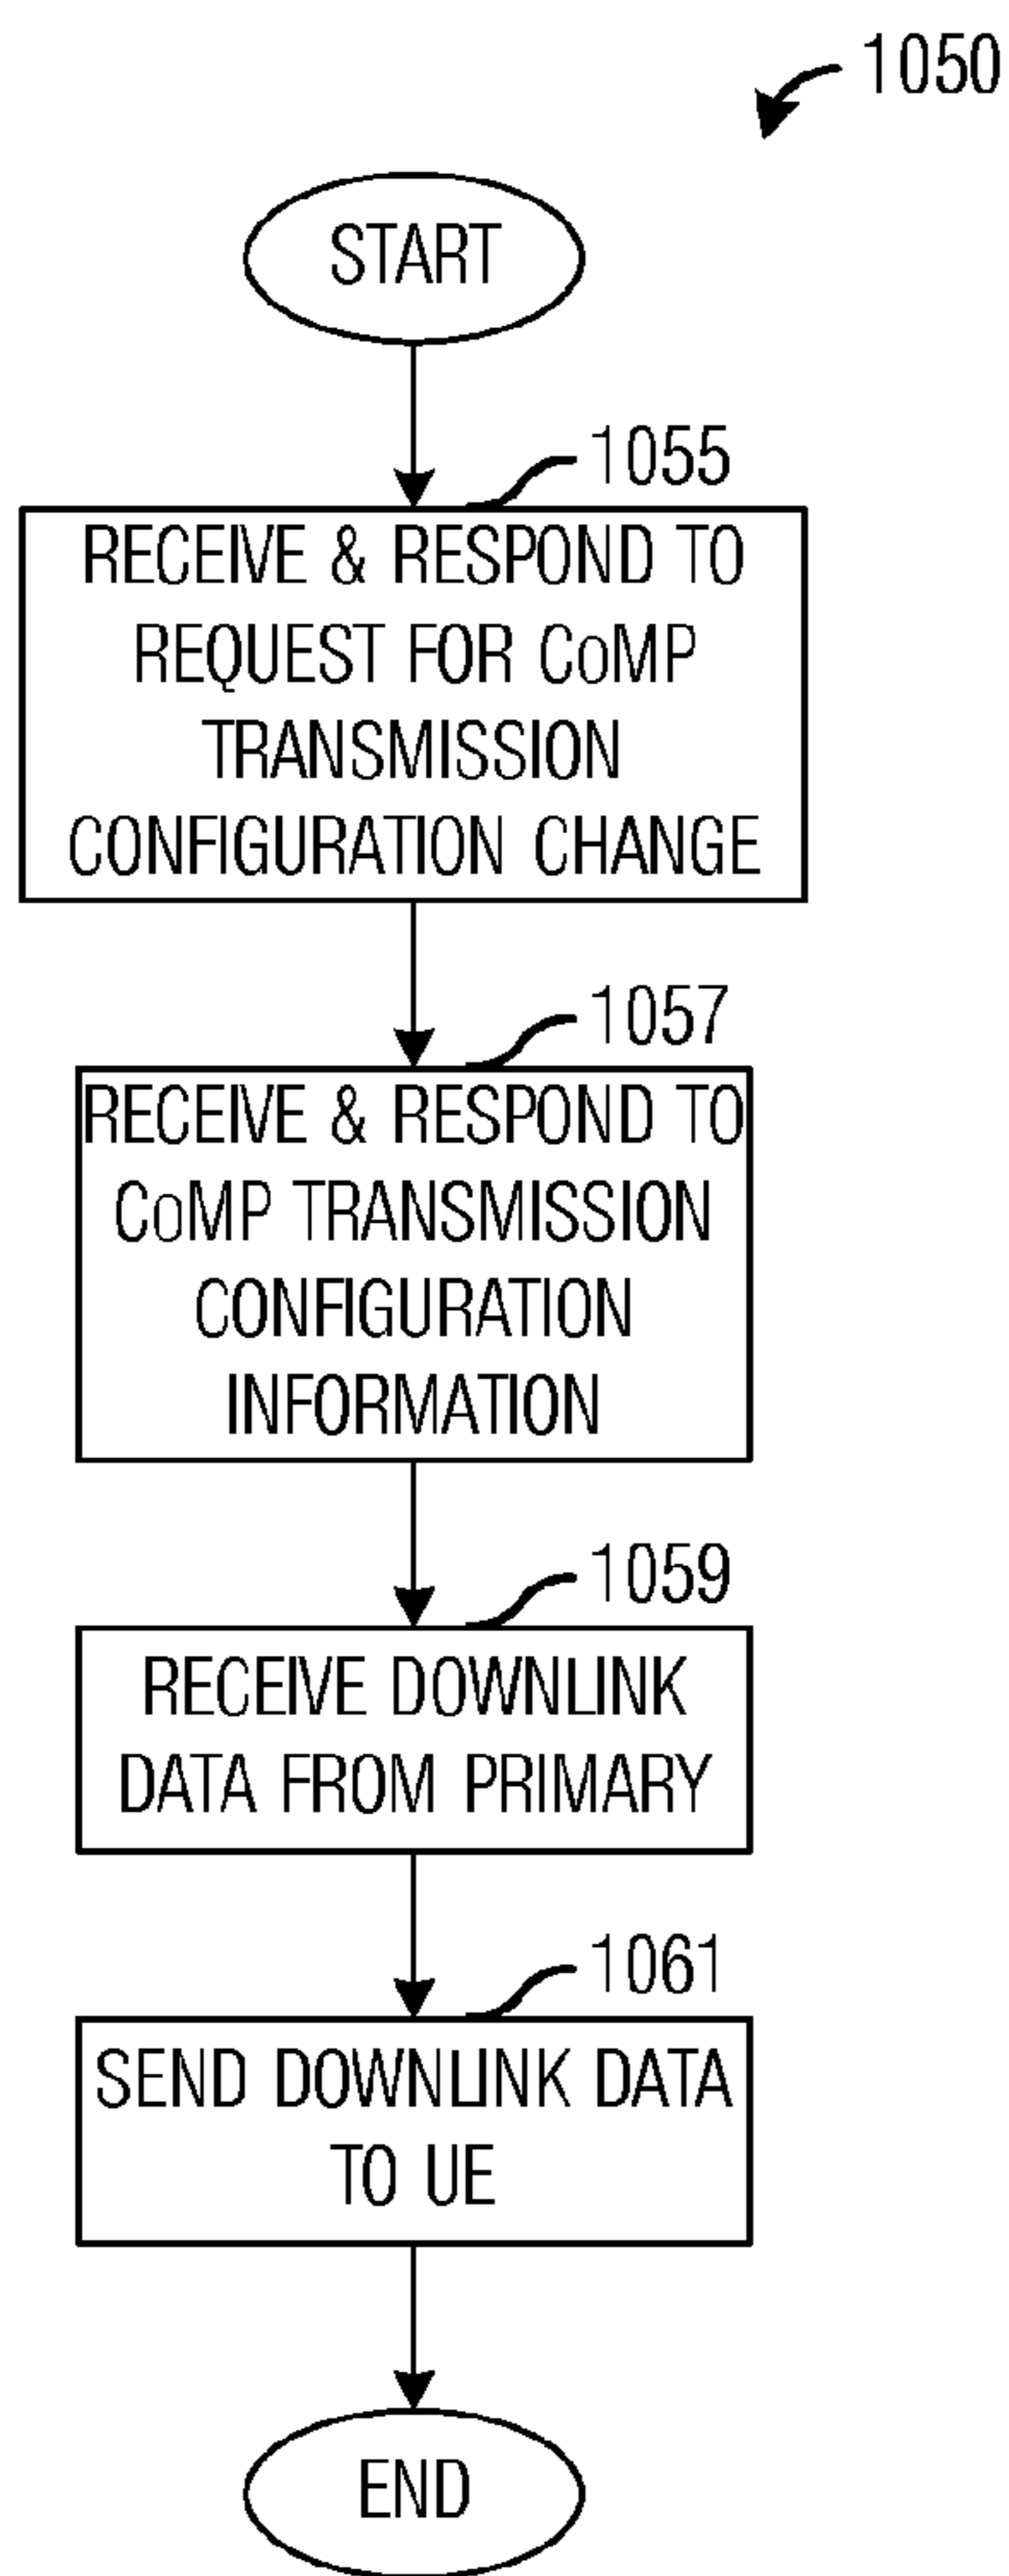 1050
START
1055
RECEIVE & RESPOND TO
REQUEST FOR CoMP
TRANSMISSION
CONFIGURATION CHANGE
1057
RECEIVE & RESPOND TO
CoMP TRANSMISSION
CONFIGURATION
INFORMATION
1059
RECEIVE DOWNLINK
DATA FROM PRIMARY
1061
SEND DOWNLINK DATA
TO UE
END